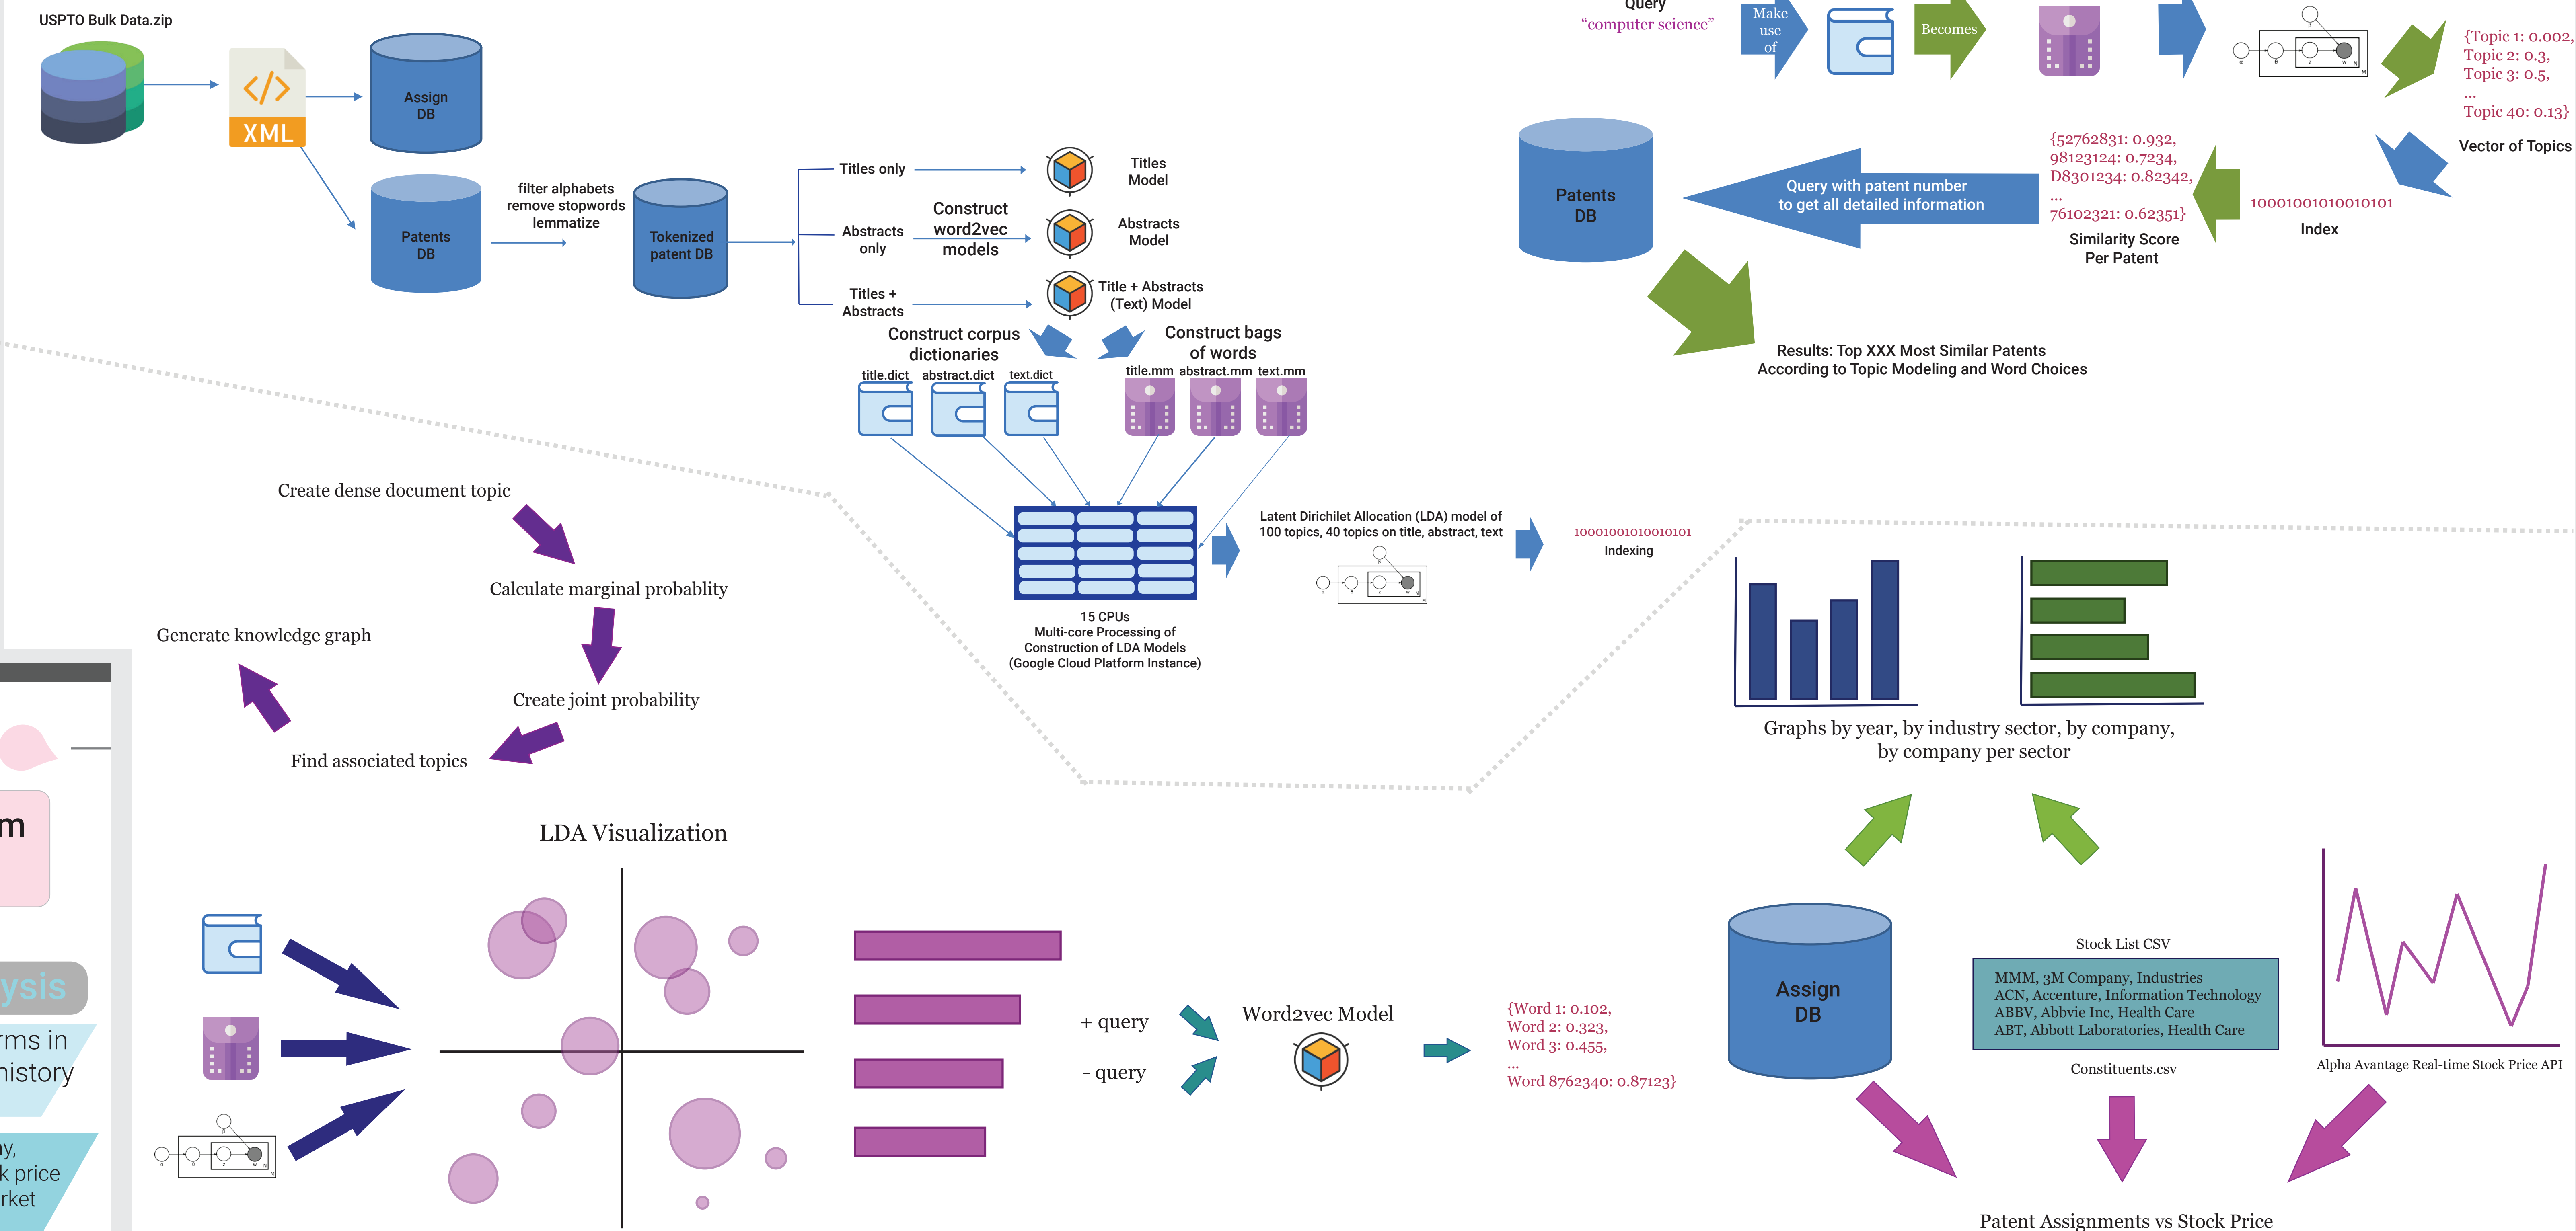 USPTO Bulk Data.zip
XML
Assign
DB
Patents
DB
filter alphabets
remove stopwords
lemmatize
Tokenized
patent DB
Titles only
Abstracts
only
Titles +
Abstracts
Construct
word2vec
models
Titles
Model
Abstracts
Model
Title + Abstracts
(Text) Model
Construct corpus
dictionaries
title.dict
abstract.dict
text.dict
Construct bags
of words
title.mm
abstract.mm
text.mm
15 CPUs
Multi-core Processing of
Construction of LDA Models
(Google Cloud Platform Instance)
Latent Dirichilet Allocation (LDA) model of
100 topics, 40 topics on title, abstract, text
α
θ
z
w
β
N
M
10001001010010101
Indexing
Query
“computer science”
Make
use
of
Becomes
α
θ
z
w
β
N
M
{Topic 1: 0.002,
Topic 2: 0.3,
Topic 3: 0.5,
...
Topic 40: 0.13}
Vector of Topics
10001001010010101
Index
{52762831: 0.932,
98123124: 0.7234,
D8301234: 0.82342,
...
76102321: 0.62351}
Similarity Score
Per Patent
Query with patent number
to get all detailed information
Patents
DB
Results: Top XXX Most Similar Patents
According to Topic Modeling and Word Choices
Create dense document topic
Calculate marginal probablity
Create joint probability
Find associated topics
Generate knowledge graph
m
ysis
rms in
history
ny,
k price
rket
LDA Visualization
α
θ
z
w
β
N
M
+ query
- query
Word2vec Model
{Word 1: 0.102,
Word 2: 0.323,
Word 3: 0.455,
...
Word 8762340: 0.87123}
Graphs by year, by industry sector, by company,
by company per sector
Assign
DB
Stock List CSV
MMM, 3M Company, Industries
ACN, Accenture, Information Technology
ABBV, Abbvie Inc, Health Care
ABT, Abbott Laboratories, Health Care
Constituents.csv
Alpha Avantage Real-time Stock Price API
Patent Assignments vs Stock Price